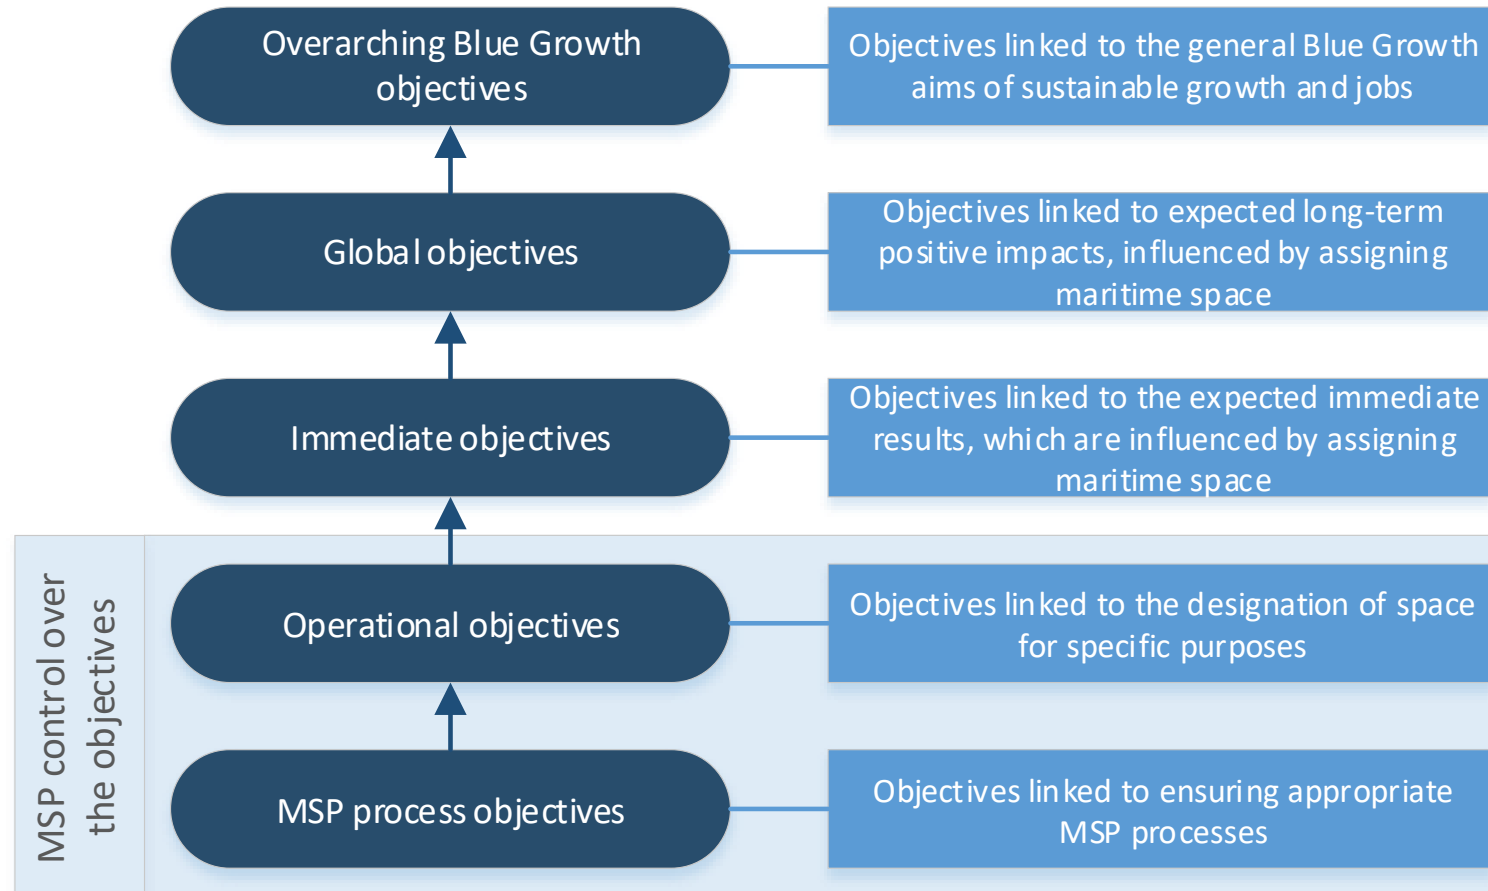 Overarching Blue Growth
objectives
Objectives linked to the general Blue Growth
aims of sustainable growth and jobs
Global objectives
Objectives linked to expected long-term
positive impacts, influenced by assigning
maritime space
Immediate objectives
Objectives linked to the expected immediate
results, which are influenced by assigning
maritime space
MSP control over
the objectives
Operational objectives
Objectives linked to the designation of space
for specific purposes
MSP process objectives
Objectives linked to ensuring appropriate
MSP processes